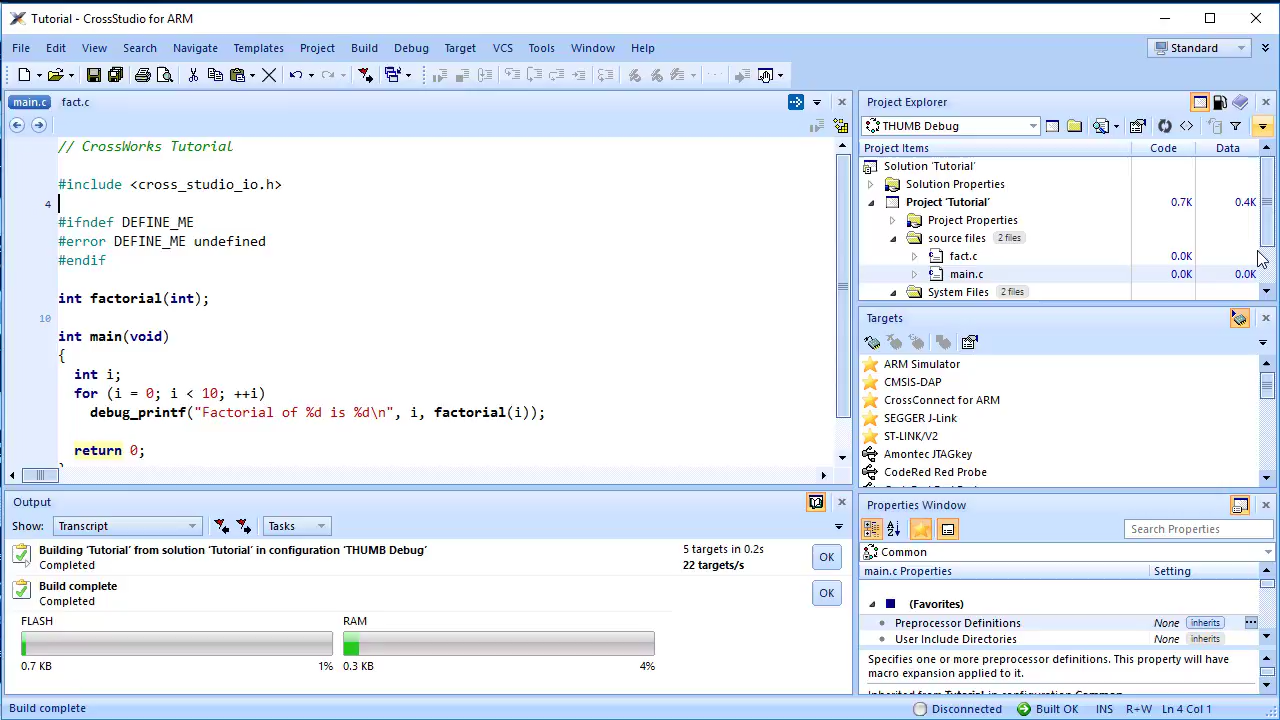 Tutorial - CrossStudio for ARM
File Edit View Search Navigate Templates Project Build Debug Target VCS Tools Window Help
Standard
main.c fact.c
// CrossWorks Tutorial
#include <cross_studio_io.h>
4
#ifndef DEFINE_ME
#error DEFINE_ME undefined
#endif
int factorial(int);
10
int main(void)
{
int i;
for (i = 0; i < 10; ++i)
debug_printf("Factorial of %d is %d\n", i, factorial(i));
return 0;
Project Explorer
THUMB Debug
Project Items Code Data
Solution 'Tutorial'
Solution Properties
Project 'Tutorial' 0.7K 0.4K
Project Properties
source files 2 files
fact.c 0.0K
main.c 0.0K 0.0K
System Files 2 files
Targets
ARM Simulator
CMSIS-DAP
CrossConnect for ARM
SEGGER J-Link
ST-LINK/V2
Amontec JTAGkey
CodeRed Red Probe
Output
Show: Transcript Tasks
Building 'Tutorial' from solution 'Tutorial' in configuration 'THUMB Debug' 5 targets in 0.2s OK
Completed 22 targets/s
Build complete OK
Completed
FLASH RAM
0.7 KB 1% 0.3 KB 4%
Properties Window
Search Properties
Common
main.c Properties Setting
(Favorites)
Preprocessor Definitions None inherits
User Include Directories None inherits
Specifies one or more preprocessor definitions. This property will have
macro expansion applied to it.
Inherited from Tutorial in configuration Common
Build complete Disconnected Built OK INS R+W Ln 4 Col 1